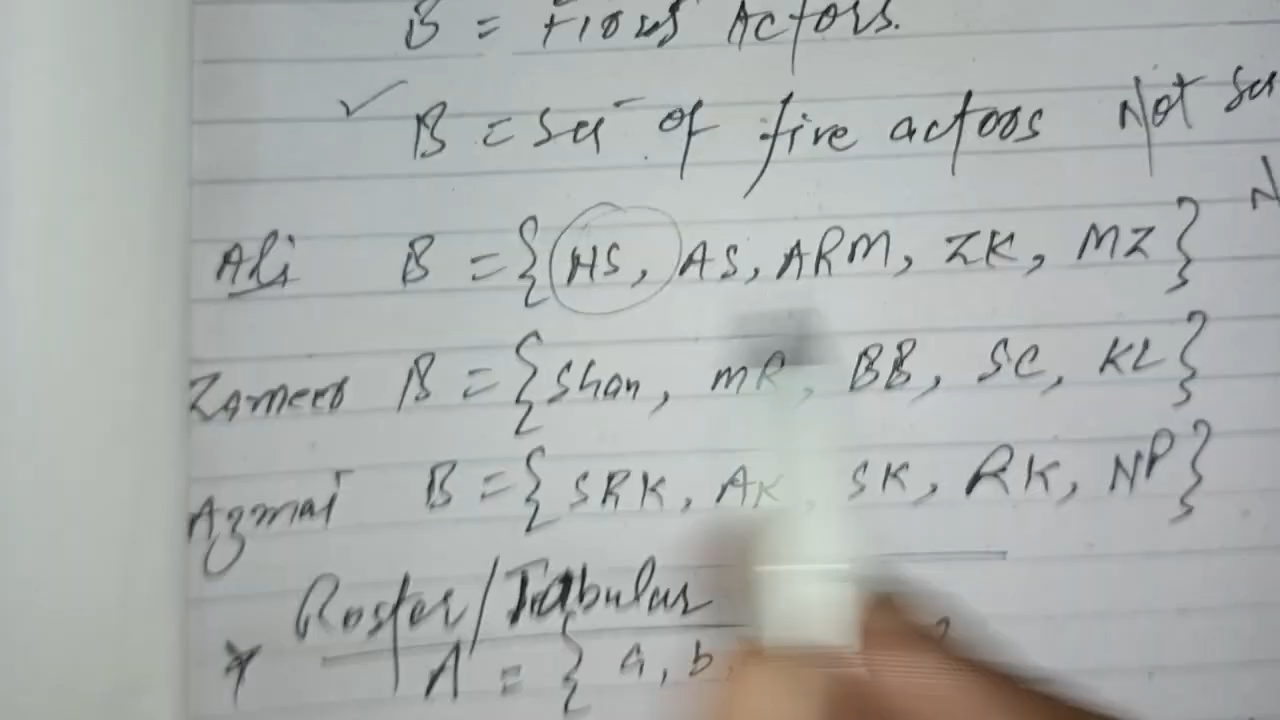 B = Actors.
✓ B = Set of five actors Not
Ali B = {HS, AS, ARM, ZK, MZ}
Zameer B = {Shan, MR, BB, SC, KL}
Azmat B = {SRK, AK, SK, RK, NP}
Roster/Tabular
* A = { a, b,